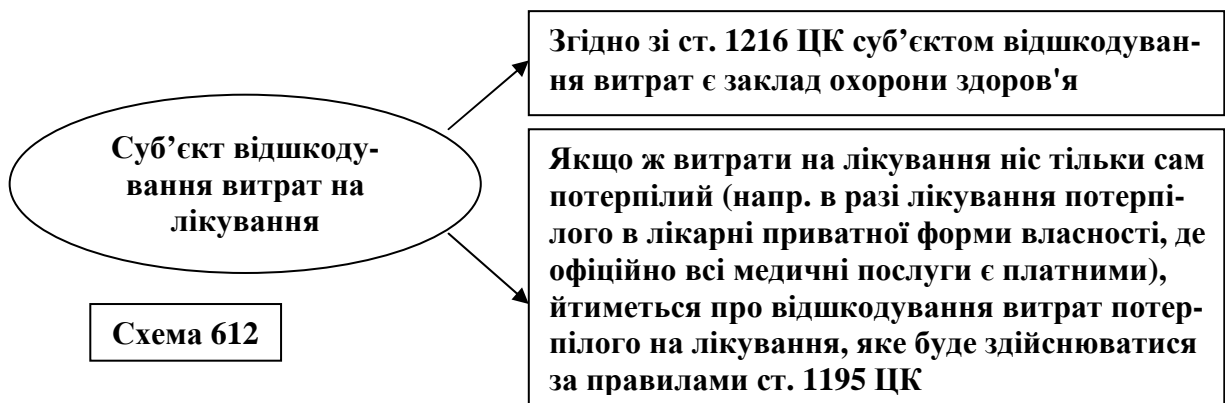 Згідно зі ст. 1216 ЦК суб’єктом відшкодуван-
ня витрат є заклад охорони здоров'я
Суб’єкт відшкоду-
вання витрат на
лікування
Якщо ж витрати на лікування ніс тільки сам
потерпілий (напр. в разі лікування потерпі-
лого в лікарні приватної форми власності, де
офіційно всі медичні послуги є платними),
йтиметься про відшкодування витрат потер-
пілого на лікування, яке буде здійснюватися
за правилами ст. 1195 ЦК
Схема 612